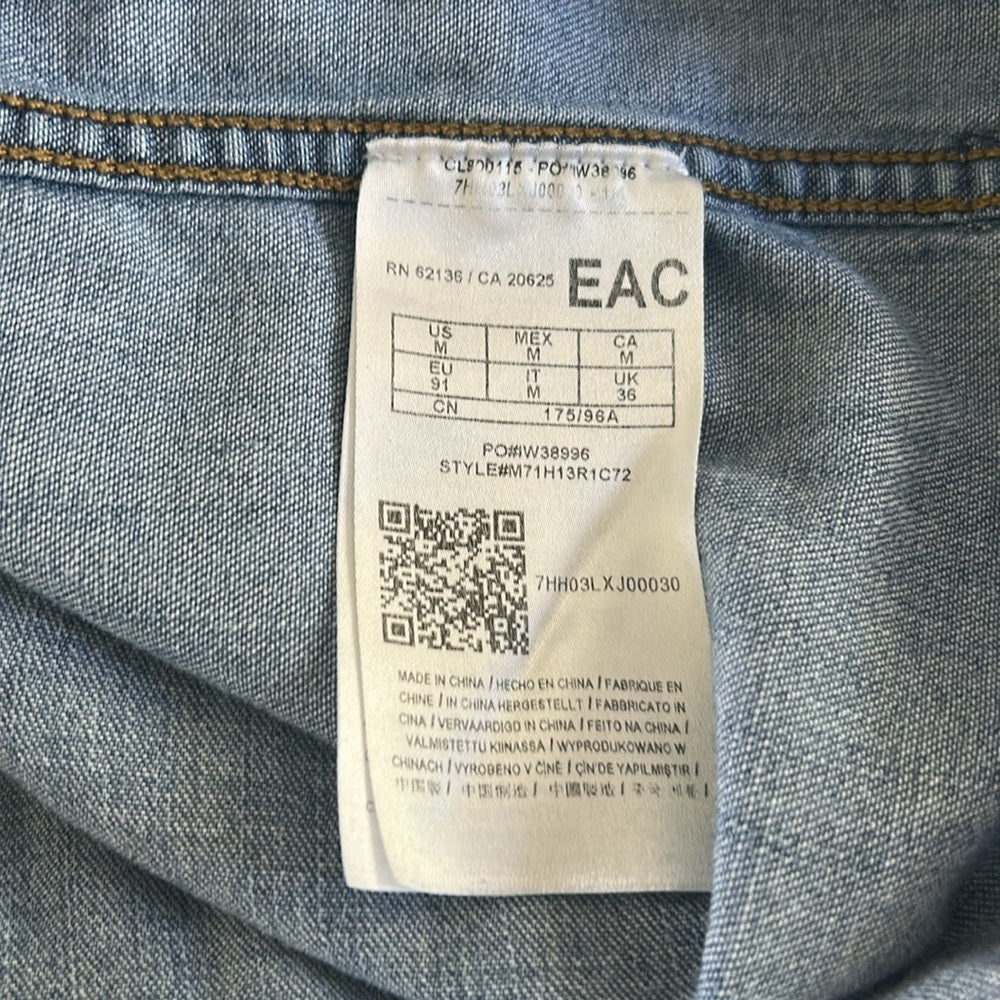 RN 62136 / CA 20625 EAC
US MEX CA
M M M
EU IT UK
91 M 36
CN 175/96A
PO#IW38996
STYLE#M71H13R1C72
7HH03LXJ00030
MADE IN CHINA / HECHO EN CHINA / FABRIQUE EN
CHINE / IN CHINA HERGESTELLT / FABBRICATO IN
CINA / VERVAARDIGD IN CHINA / FEITO NA CHINA /
VALMISTETTU KIINASSA / WYPRODUKOWANO W
CHINACH / VYROBENO V ČÍNĚ / ÇİN'DE YAPILMIŞTIR /
中国製 / 中国制造 / 中國製造 /